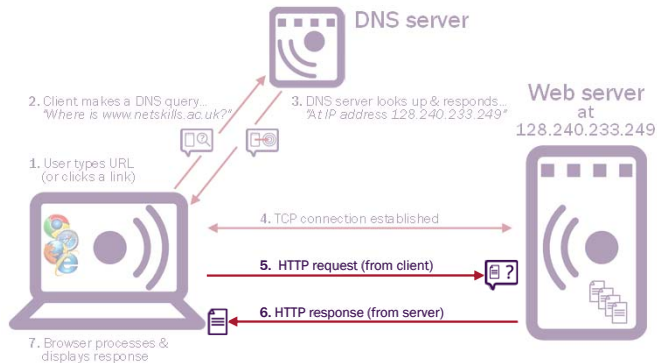 DNS server
2. Client makes a DNS query...
"Where is www.netskills.ac.uk?"
3. DNS server looks up & responds...
"At IP address 128.240.233.249"
Web server
at
128.240.233.249
1. User types URL
(or clicks a link)
4. TCP connection established
5. HTTP request (from client)
?
6. HTTP response (from server)
7. Browser processes &
displays response